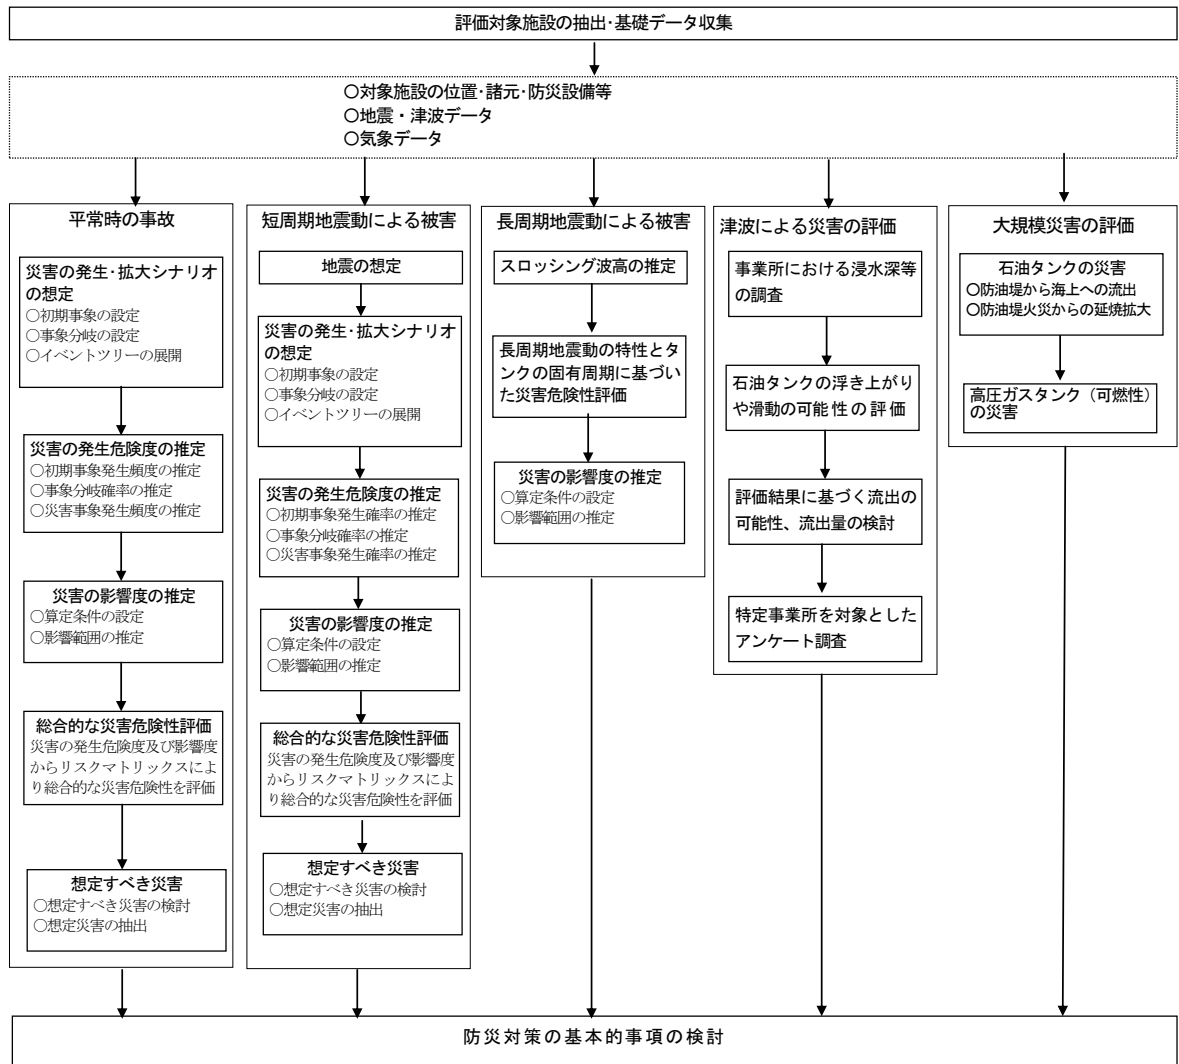 評価対象施設の抽出･基礎データ収集
○対象施設の位置･諸元･防災設備等
○地震・津波データ
○気象データ
平常時の事故
災害の発生･拡大シナリオ
の想定
○初期事象の設定
○事象分岐の設定
○イベントツリーの展開
災害の発生危険度の推定
○初期事象発生頻度の推定
○事象分岐確率の推定
○災害事象発生頻度の推定
災害の影響度の推定
○算定条件の設定
○影響範囲の推定
総合的な災害危険性評価
災害の発生危険度及び影響度
からリスクマトリックスによ
り総合的な災害危険性を評価
想定すべき災害
○想定すべき災害の検討
○想定災害の抽出
短周期地震動による被害
地震の想定
災害の発生･拡大シナリオ
の想定
○初期事象の設定
○事象分岐の設定
○イベントツリーの展開
災害の発生危険度の推定
○初期事象発生確率の推定
○事象分岐確率の推定
○災害事象発生確率の推定
災害の影響度の推定
○算定条件の設定
○影響範囲の推定
総合的な災害危険性評価
災害の発生危険度及び影響度
からリスクマトリックスによ
り総合的な災害危険性を評価
想定すべき災害
○想定すべき災害の検討
○想定災害の抽出
長周期地震動による被害
スロッシング波高の推定
長周期地震動の特性とタ
ンクの固有周期に基づい
た災害危険性評価
災害の影響度の推定
○算定条件の設定
○影響範囲の推定
津波による災害の評価
事業所における浸水深等
の調査
石油タンクの浮き上がり
や滑動の可能性の評価
評価結果に基づく流出の
可能性、流出量の検討
特定事業所を対象とした
アンケート調査
大規模災害の評価
石油タンクの災害
○防油堤から海上への流出
○防油堤火災からの延焼拡大
高圧ガスタンク（可燃性）
の災害
防災対策の基本的事項の検討